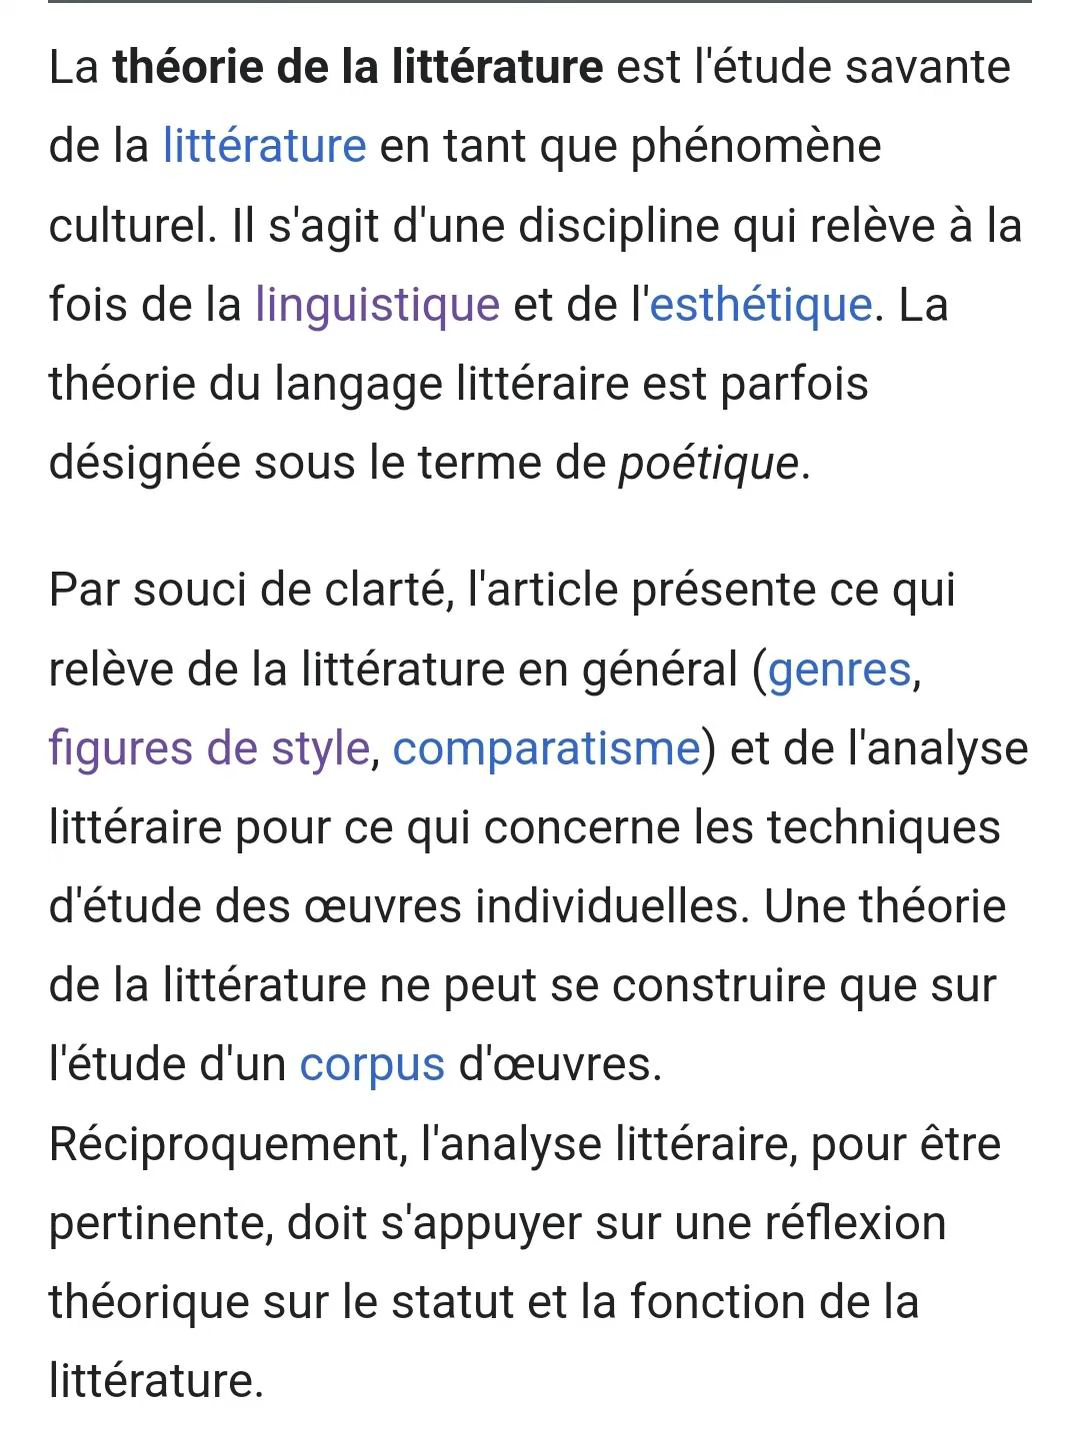 La théorie de la littérature est l'étude savante
de la littérature en tant que phénomène
culturel. Il s'agit d'une discipline qui relève à la
fois de la linguistique et de l'esthétique. La
théorie du langage littéraire est parfois
désignée sous le terme de poétique.
Par souci de clarté, l'article présente ce qui
relève de la littérature en général (genres,
figures de style, comparatisme) et de l'analyse
littéraire pour ce qui concerne les techniques
d'étude des œuvres individuelles. Une théorie
de la littérature ne peut se construire que sur
l'étude d'un corpus d'œuvres.
Réciproquement, l'analyse littéraire, pour être
pertinente, doit s'appuyer sur une réflexion
théorique sur le statut et la fonction de la
littérature.